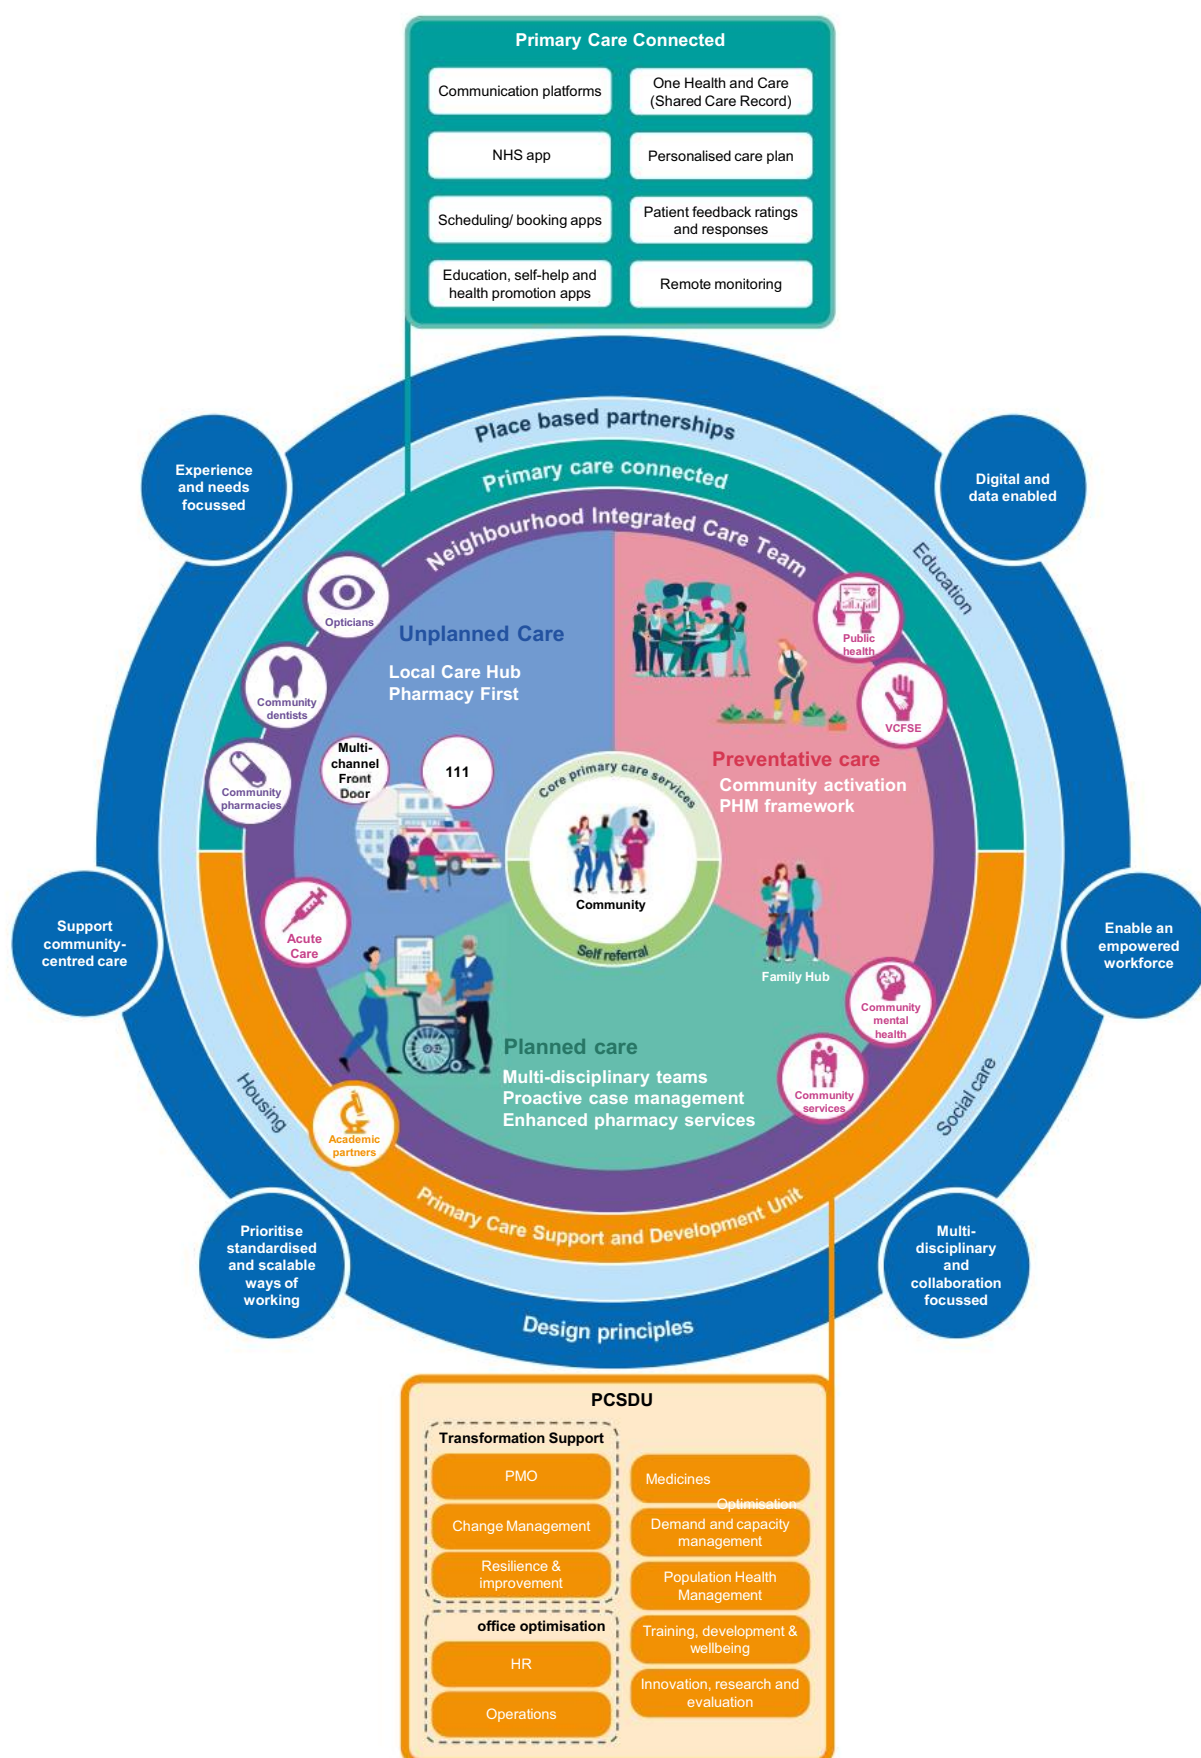 Primary Care Connected
Communication platforms
One Health and Care
(Shared Care Record)
NHS app
Personalised care plan
Scheduling/ booking apps
Patient feedback ratings
and responses
Education, self-help and
health promotion apps
Remote monitoring
Place based partnerships
Primary care connected
Neighbourhood Integrated Care Team
Experience
and needs
focussed
Digital and
data enabled
Education
Opticians
Community
dentists
Community
pharmacies
Unplanned Care
Local Care Hub
Pharmacy First
Multi-
channel
Front
Door
111
Public
health
VCFSE
Preventative care
Community activation
PHM framework
Core primary care services
Community
Self referral
Family Hub
Acute
Care
Support
community-
centred care
Enable an
empowered
workforce
Community
mental
health
Community
services
Planned care
Multi-disciplinary teams
Proactive case management
Enhanced pharmacy services
Housing
Social care
Academic
partners
Primary Care Support and Development Unit
Prioritise
standardised
and scalable
ways of
working
Multi-
disciplinary
and
collaboration
focussed
Design principles
PCSDU
Transformation Support
PMO
Change Management
Resilience &
improvement
office optimisation
HR
Operations
Medicines
Optimisation
Demand and capacity
management
Population Health
Management
Training, development &
wellbeing
Innovation, research and
evaluation